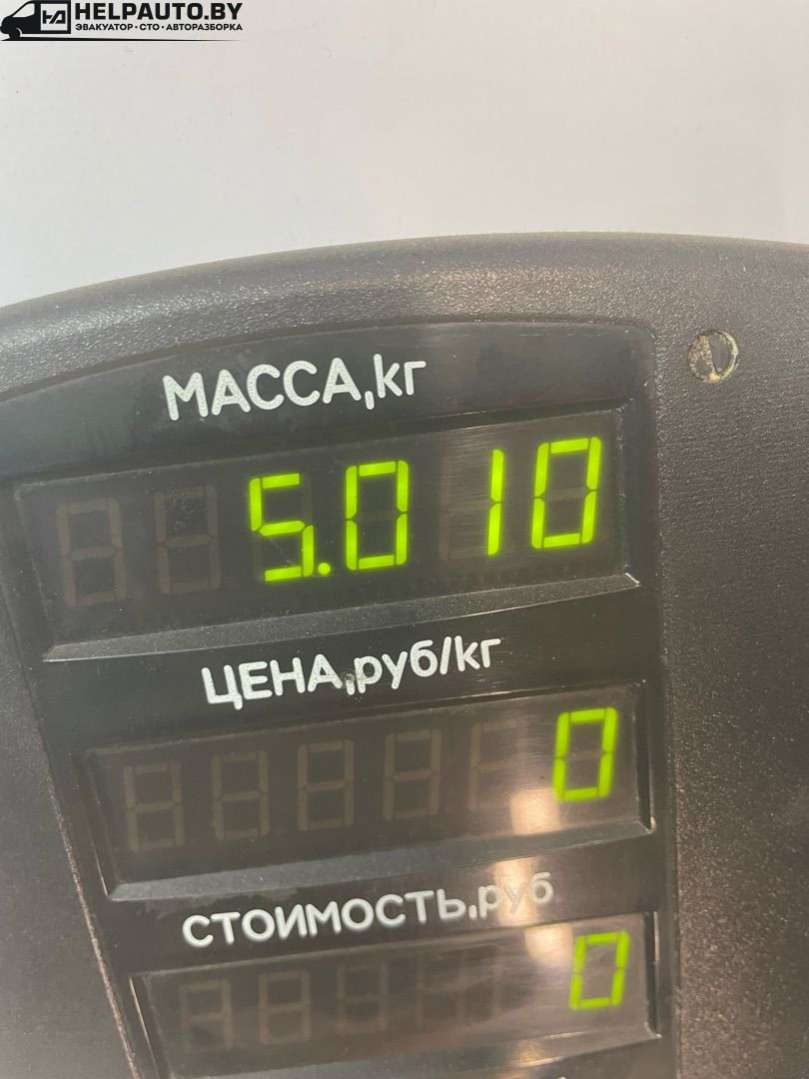 HELPAUTO.BY
ЭВАКУАТОР • СТО • АВТОРАЗБОРКА
МАССА,кг
5.010
ЦЕНА,руб/кг
0
СТОИМОСТЬ,руб
0